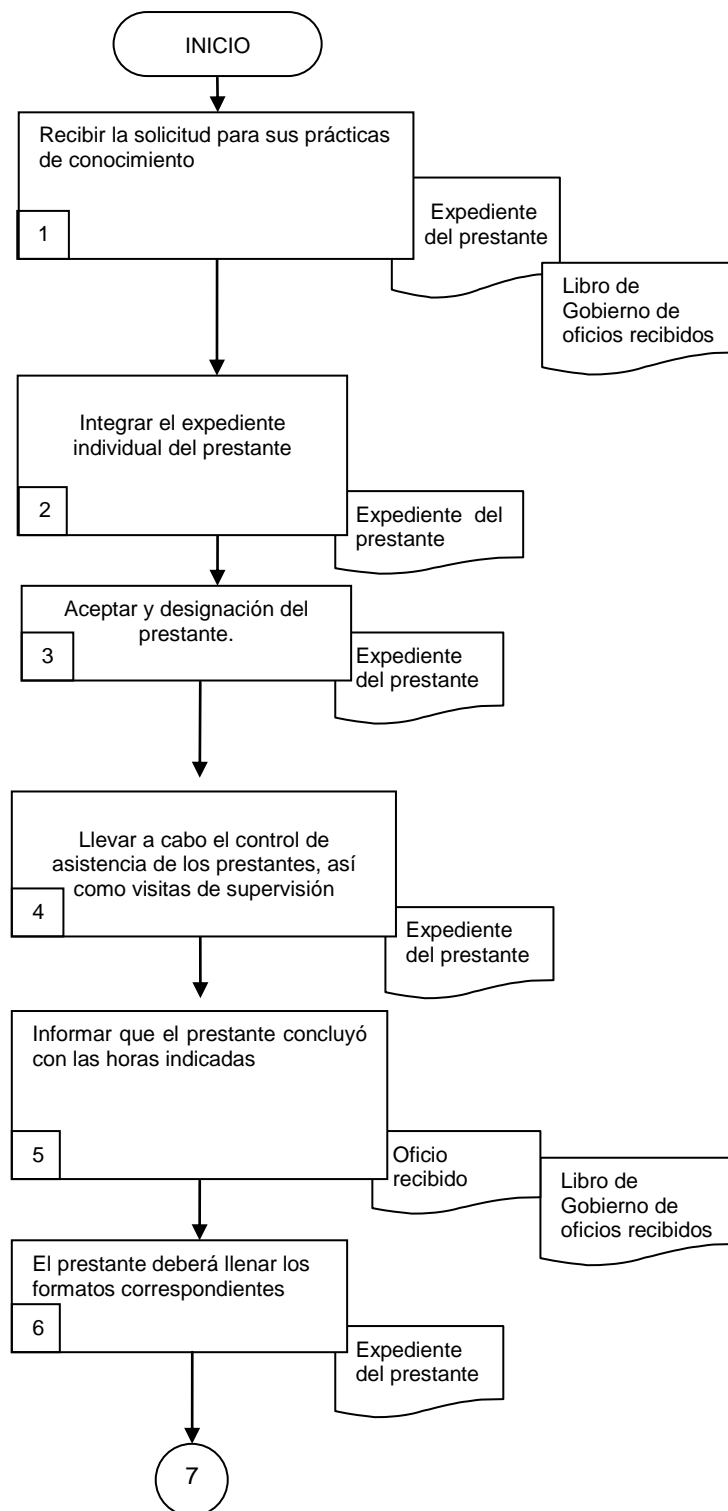 INICIO
Recibir la solicitud para sus prácticas
de conocimiento
1
Expediente
del prestante
Libro de
Gobierno de
oficios recibidos
Integrar el expediente
individual del prestante
2
Expediente del
prestante
Aceptar y designación del
prestante.
3
Expediente
del prestante
Llevar a cabo el control de
asistencia de los prestantes, así
como visitas de supervisión
4
Expediente
del prestante
Informar que el prestante concluyó
con las horas indicadas
5
Oficio
recibido
Libro de
Gobierno de
oficios recibidos
El prestante deberá llenar los
formatos correspondientes
6
Expediente
del prestante
7